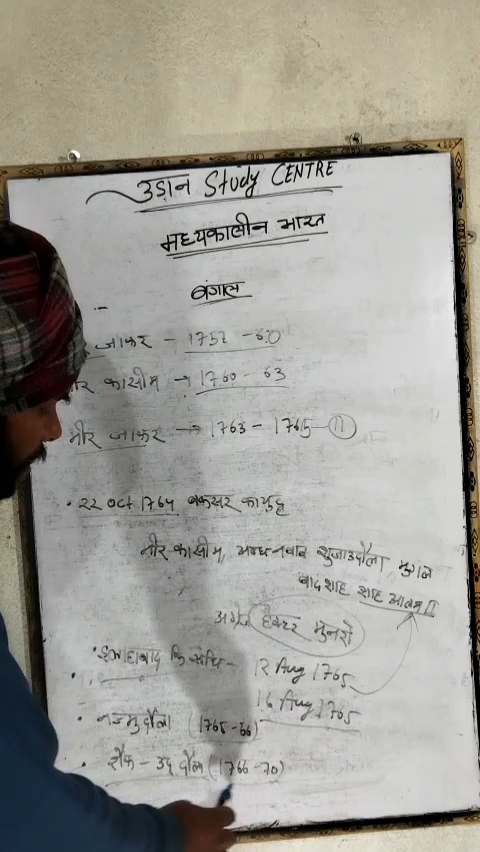 उड़ान Study CENTRE
मध्यकालीन भारत
बंगाल
जाफर - 1757 - 60
कासीम → 1760 - 63
मीर जाफर → 1763 - 1765 - II
• 22 oct 1764 बक्सर का युद्ध
मीर कासीम, अवध नवाब शुजाउदौला मुगल
बादशाह शाह आलम II
अंग्रेज हैक्टर मुनरो
• इलाहाबाद कि संधि - 12 Aug 1765
16 Aug 1765
• नज्मुदौला (1765 - 66)
• सैफ - उद दौला (1766 - 70)